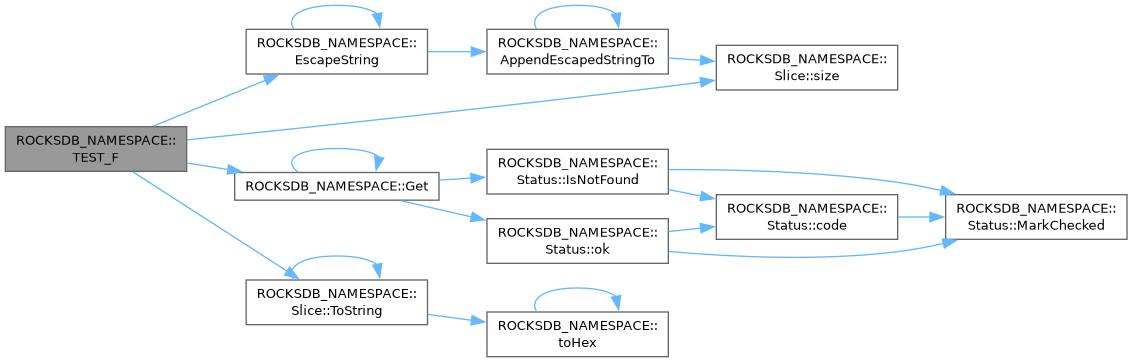 ROCKSDB_NAMESPACE::
TEST_F
ROCKSDB_NAMESPACE::
EscapeString
ROCKSDB_NAMESPACE::
AppendEscapedStringTo
ROCKSDB_NAMESPACE::
Slice::size
ROCKSDB_NAMESPACE::Get
ROCKSDB_NAMESPACE::
Status::IsNotFound
ROCKSDB_NAMESPACE::
Status::ok
ROCKSDB_NAMESPACE::
Status::code
ROCKSDB_NAMESPACE::
Status::MarkChecked
ROCKSDB_NAMESPACE::
Slice::ToString
ROCKSDB_NAMESPACE::
toHex